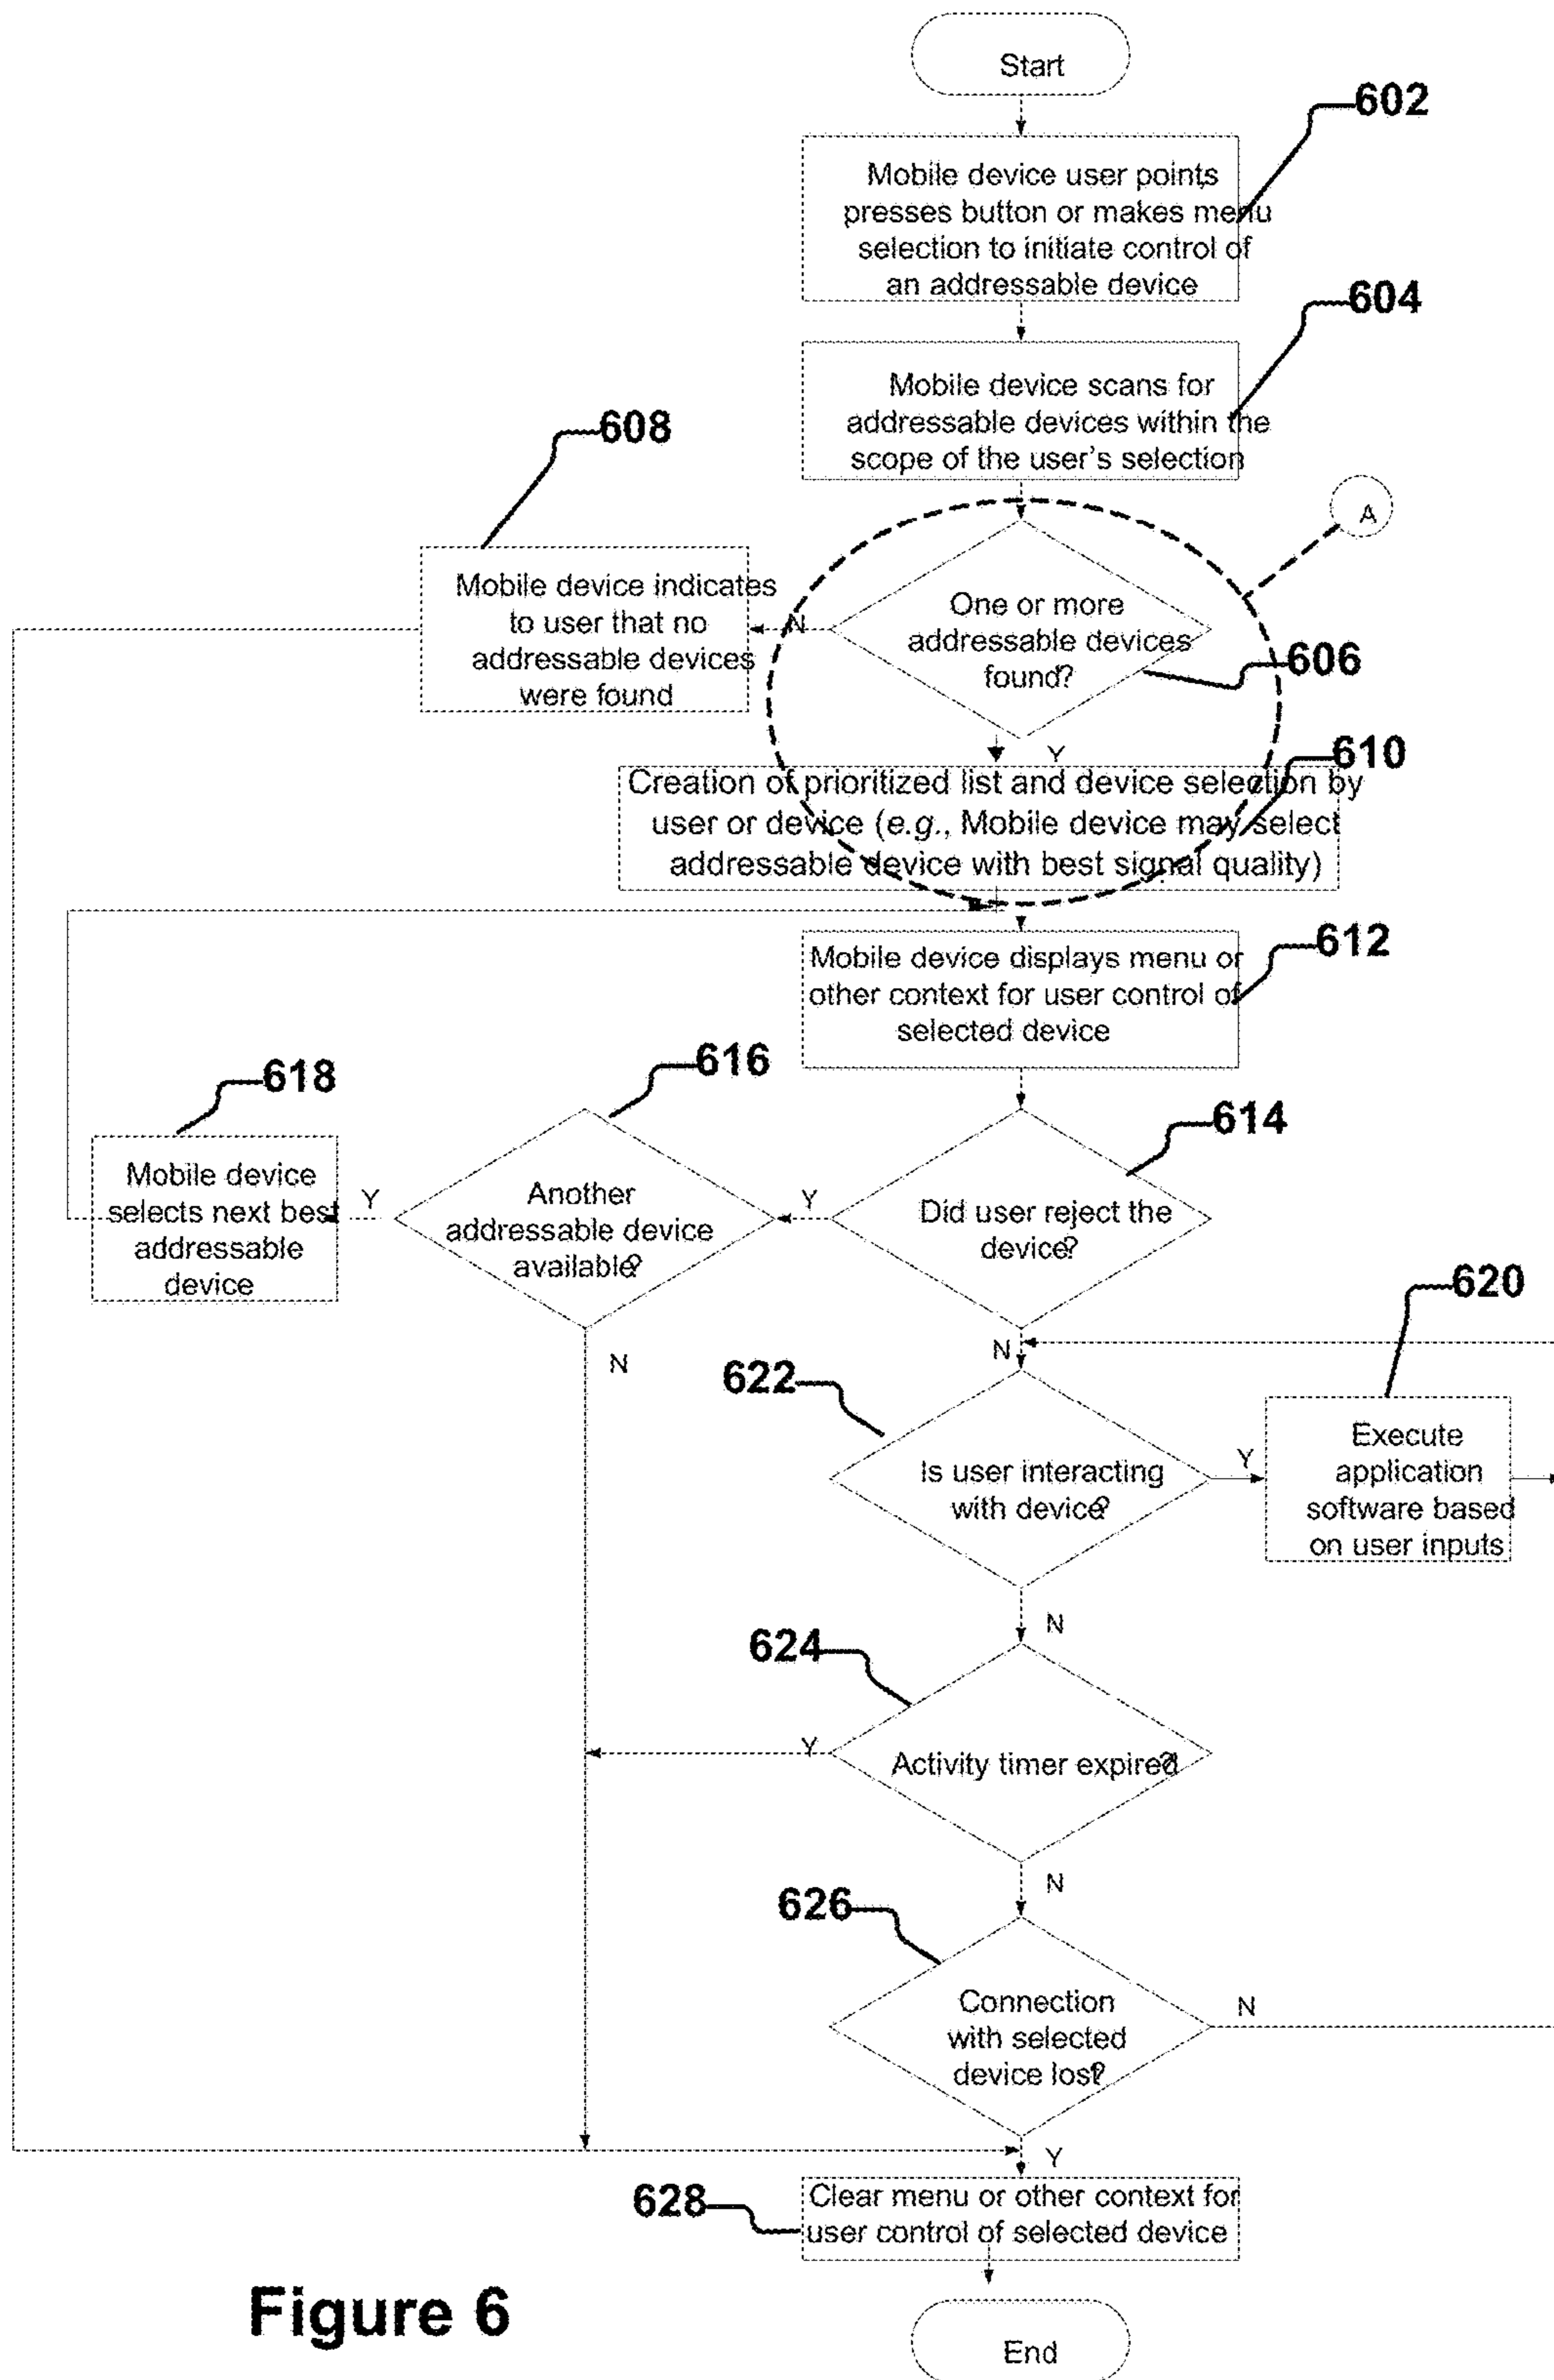 Start
602
Mobile device user points
presses button or makes menu
selection to initiate control of
an addressable device
604
Mobile device scans for
addressable devices within the
scope of the user's selection
608
A
Mobile device indicates
to user that no
addressable devices
were found
N
One or more
addressable devices
found?
606
Y
610
Creation of prioritized list and device selection by
user or device (e.g., Mobile device may select
addressable device with best signal quality)
612
Mobile device displays menu or
other context for user control of
selected device
618
616
614
Mobile device
selects next best
addressable
device
Y
Another
addressable device
available?
Y
Did user reject the
device?
N
N
620
622
Is user interacting
with device?
Y
Execute
application
software based
on user inputs
N
624
Y
Activity timer expired?
N
626
Connection
with selected
device lost?
N
Y
628
Clear menu or other context for
user control of selected device
Figure 6
End